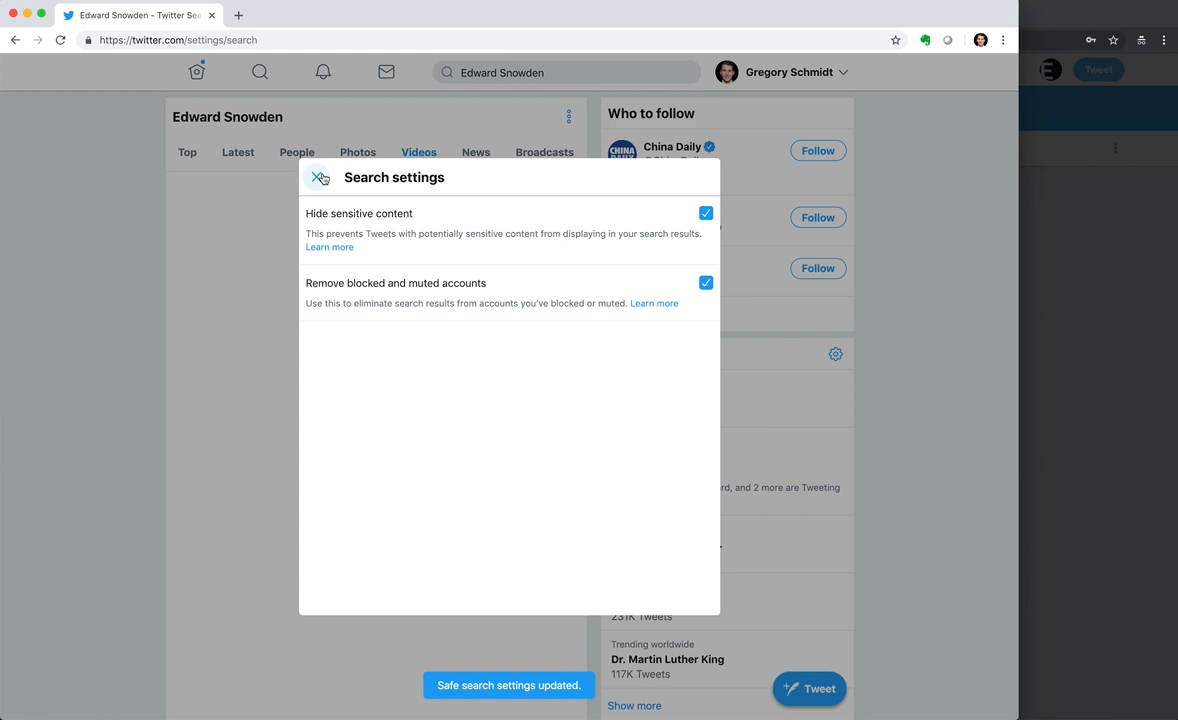 Edward Snowden - Twitter Sea
https://twitter.com/settings/search
Edward Snowden
Gregory Schmidt
Tweet
Edward Snowden
Top Latest People Photos Videos News Broadcasts
Who to follow
China Daily
Follow
Follow
Follow
Search settings
Hide sensitive content
This prevents Tweets with potentially sensitive content from displaying in your search results.
Learn more
Remove blocked and muted accounts
Use this to eliminate search results from accounts you've blocked or muted. Learn more
rd, and 2 more are Tweeting
231K Tweets
Trending worldwide
Dr. Martin Luther King
117K Tweets
Show more
Safe search settings updated.
Tweet